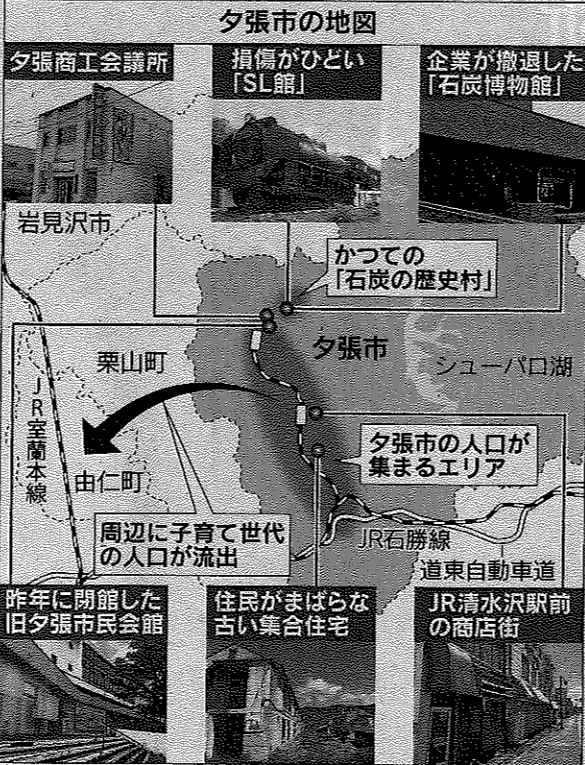 夕張市の地図
夕張商工会議所
損傷がひどい
「SL館」
企業が撤退した
「石炭博物館」
岩見沢市
かつての
「石炭の歴史村」
夕張市
栗山町
シューパロ湖
JR室蘭本線
夕張市の人口が
集まるエリア
由仁町
周辺に子育て世代
の人口が流出
JR石勝線
道東自動車道
昨年に閉館した
旧夕張市民会館
住民がまばらな
古い集合住宅
JR清水沢駅前
の商店街